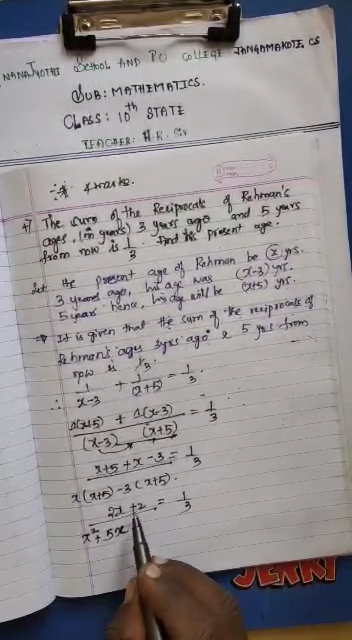 NANAJYOTHI SCHOOL AND PU COLLEGE JANGAMAKOTE, CS
SUB: MATHEMATICS.
CLASS: 10th STATE
TEACHER: H.R.
4 marks.
The sum of the Reciprocals of Rehman's
ages, (in years) 3 years ago and 5 years
from now is 1/3. Find his present age.
Let the present age of Rehman be x yrs.
3 years ago, his age was (x-3) yrs.
5 years hence, his age will be (x+5) yrs.
⇒ It is given that the sum of the reciprocals of
Rehman's ages 3yrs ago & 5 yrs from
now is 1/3
∴ 1/x-3 + 1/(x+5) = 1/3.
1(x+5) + 1(x-3) / (x-3) (x+5) = 1/3
x+5 + x-3 / x(x+5) -3(x+5) = 1/3
2x+2 / x²+5x = 1/3
JERRY